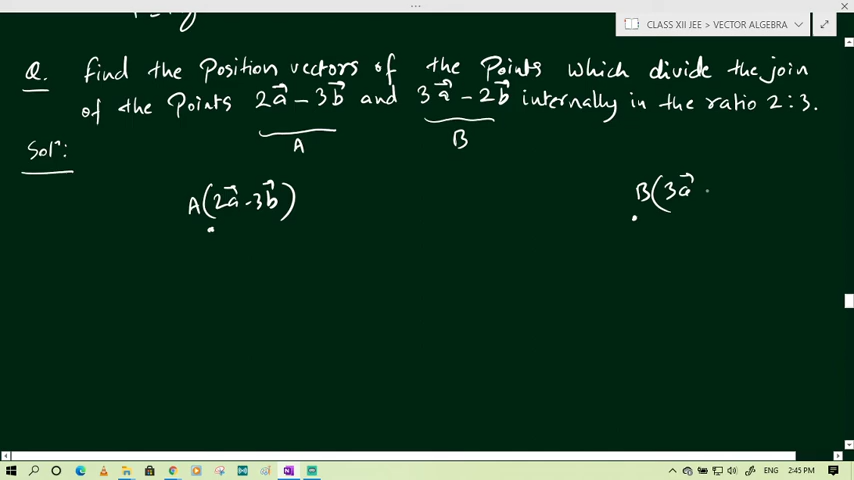 CLASS XII JEE > VECTOR ALGEBRA
Q. Find the Position vectors of the Points which divide the join
of the Points 2a⃗ - 3b⃗ and 3a⃗ - 2b⃗ internally in the ratio 2:3.
A B
Solⁿ:
A(2a⃗ - 3b⃗) B(3a⃗
ENG 2:45 PM